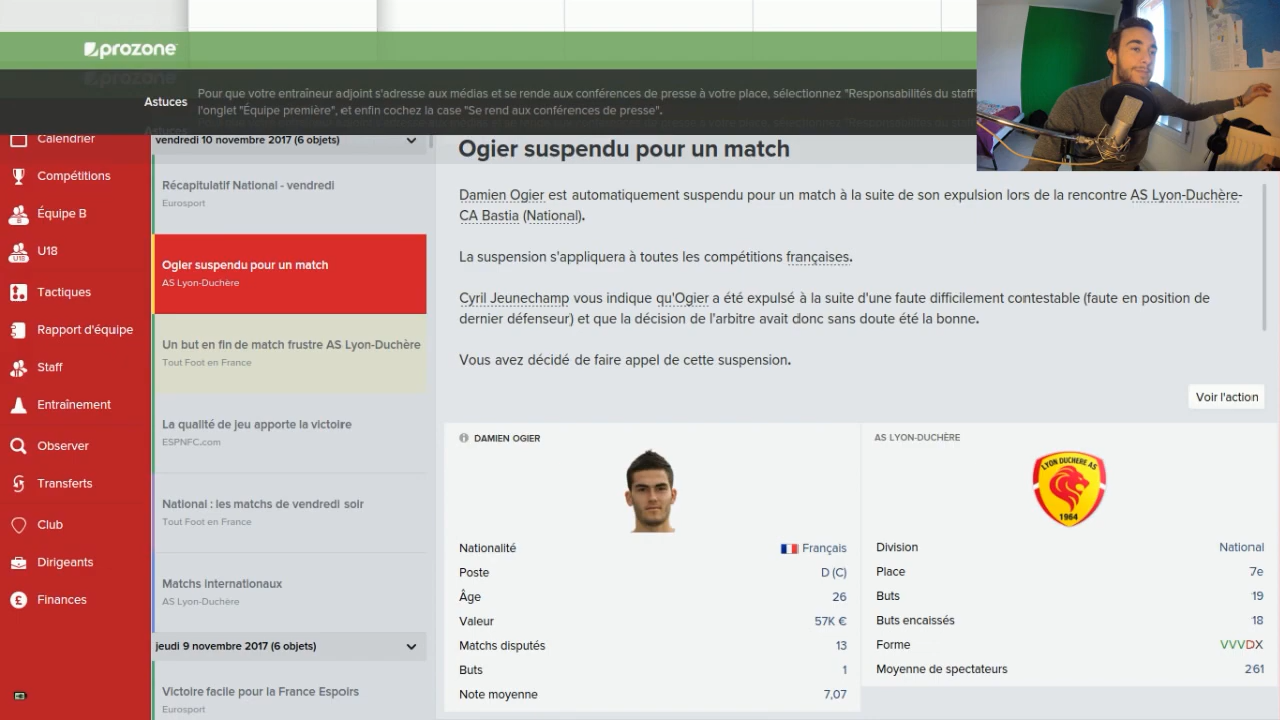 prozone
Astuces
Pour que votre entraîneur adjoint s'adresse aux médias et se rende aux conférences de presse à votre place, sélectionnez "Responsabilités du staff"
l'onglet "Équipe première", et enfin cochez la case "Se rend aux conférences de presse".
Calendrier
Compétitions
Équipe B
U18
Tactiques
Rapport d'équipe
Staff
Entraînement
Observer
Transferts
Club
Dirigeants
Finances
vendredi 10 novembre 2017 (6 objets)
Récapitulatif National - vendredi
Eurosport
Ogier suspendu pour un match
AS Lyon-Duchère
Un but en fin de match frustre AS Lyon-Duchère
Tout Foot en France
La qualité de jeu apporte la victoire
ESPNFC.com
National : les matchs de vendredi soir
Tout Foot en France
Matchs internationaux
AS Lyon-Duchère
jeudi 9 novembre 2017 (6 objets)
Victoire facile pour la France Espoirs
Eurosport
Ogier suspendu pour un match
Damien Ogier est automatiquement suspendu pour un match à la suite de son expulsion lors de la rencontre AS Lyon-Duchère-
CA Bastia (National).
La suspension s'appliquera à toutes les compétitions françaises.
Cyril Jeunechamp vous indique qu'Ogier a été expulsé à la suite d'une faute difficilement contestable (faute en position de
dernier défenseur) et que la décision de l'arbitre avait donc sans doute été la bonne.
Vous avez décidé de faire appel de cette suspension.
Voir l'action
DAMIEN OGIER
Nationalité Français
Poste D (C)
Âge 26
Valeur 57K €
Matchs disputés 13
Buts 1
Note moyenne 7,07
AS LYON-DUCHÈRE
LYON DUCHERE AS
1964
Division National
Place 7e
Buts 19
Buts encaissés 18
Forme VVVDX
Moyenne de spectateurs 261